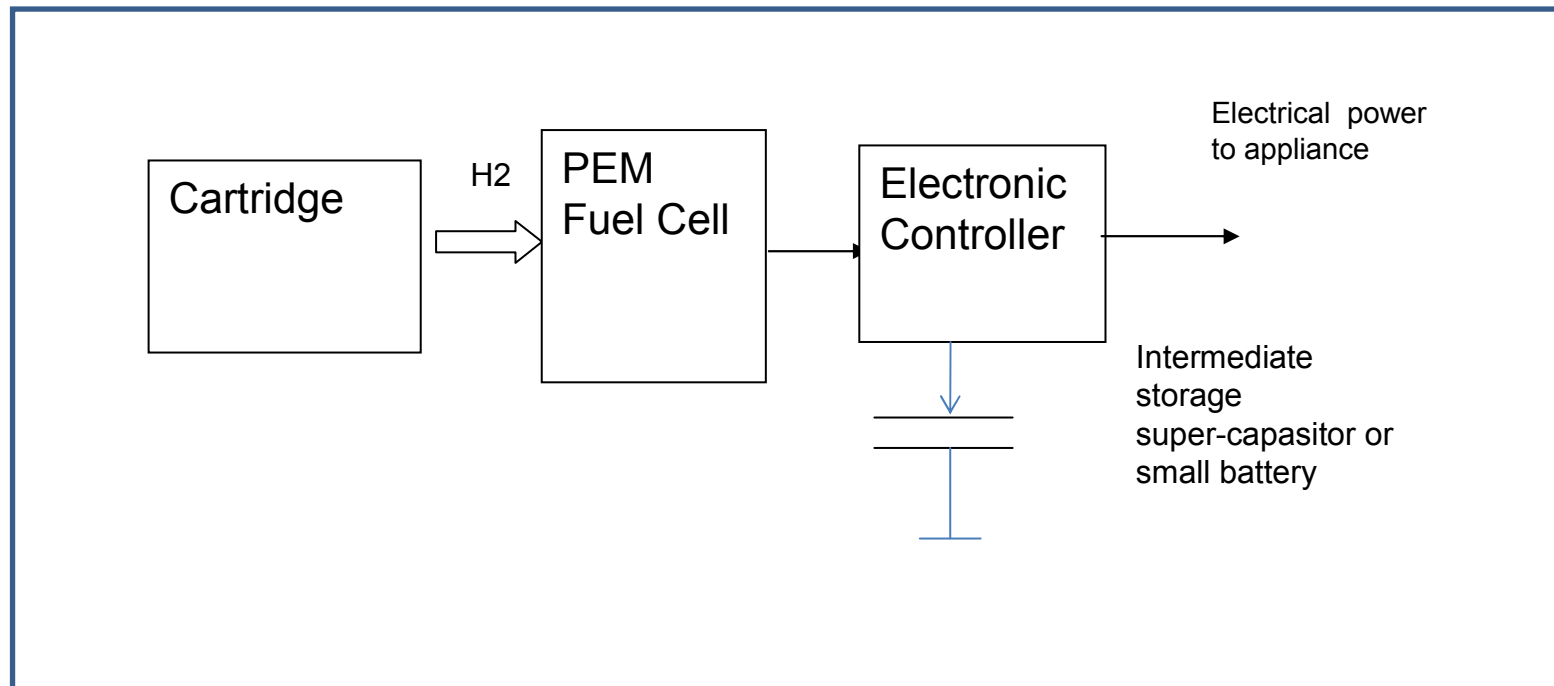 Cartridge
H2
PEM
Fuel Cell
Electronic
Controller
Electrical power
to appliance
Intermediate
storage
super-capasitor or
small battery